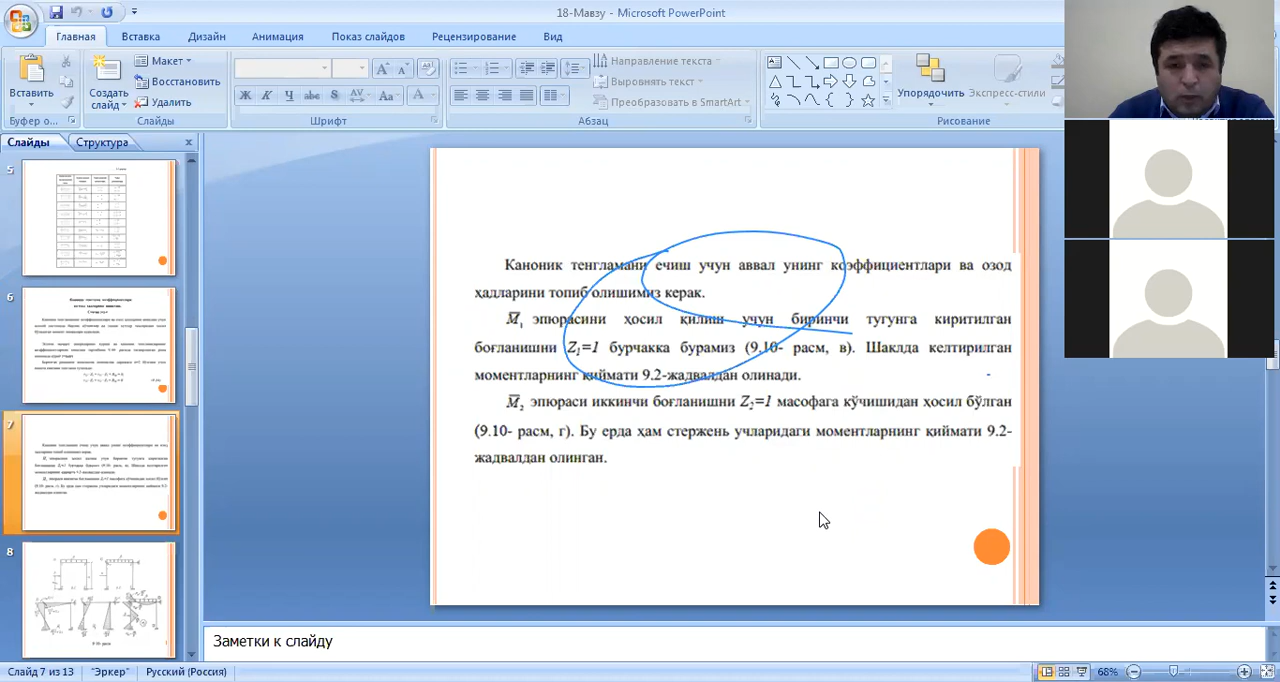 18-Мавзу - Microsoft PowerPoint
Главная Вставка Дизайн Анимация Показ слайдов Рецензирование Вид
Вставить
Буфер о...
Создать слайд
Макет
Восстановить
Удалить
Слайды
Шрифт
Направление текста
Выровнять текст
Преобразовать в SmartArt
Абзац
Упорядочить
Экспресс-стили
Рисование
Слайды Структура
5
6
7
8
Каноник тенгламани ечиш учун аввал унинг коэффициентлари ва озод
ҳадларини топиб олишимиз керак.
M̅₁ эпюрасини ҳосил қилиш учун биринчи тугунга киритилган
боғланишни Z₁=1 бурчакка бурамиз (9.10- расм, в). Шаклда келтирилган
моментларнинг қиймати 9.2-жадвалдан олинади.
M̅₂ эпюраси иккинчи боғланишни Z₂=1 масофага кўчишидан ҳосил бўлган
(9.10- расм, г). Бу ерда ҳам стержень учларидаги моментларнинг қиймати 9.2-
жадвалдан олинган.
Заметки к слайду
Слайд 7 из 13 "Эркер" Русский (Россия) 68%